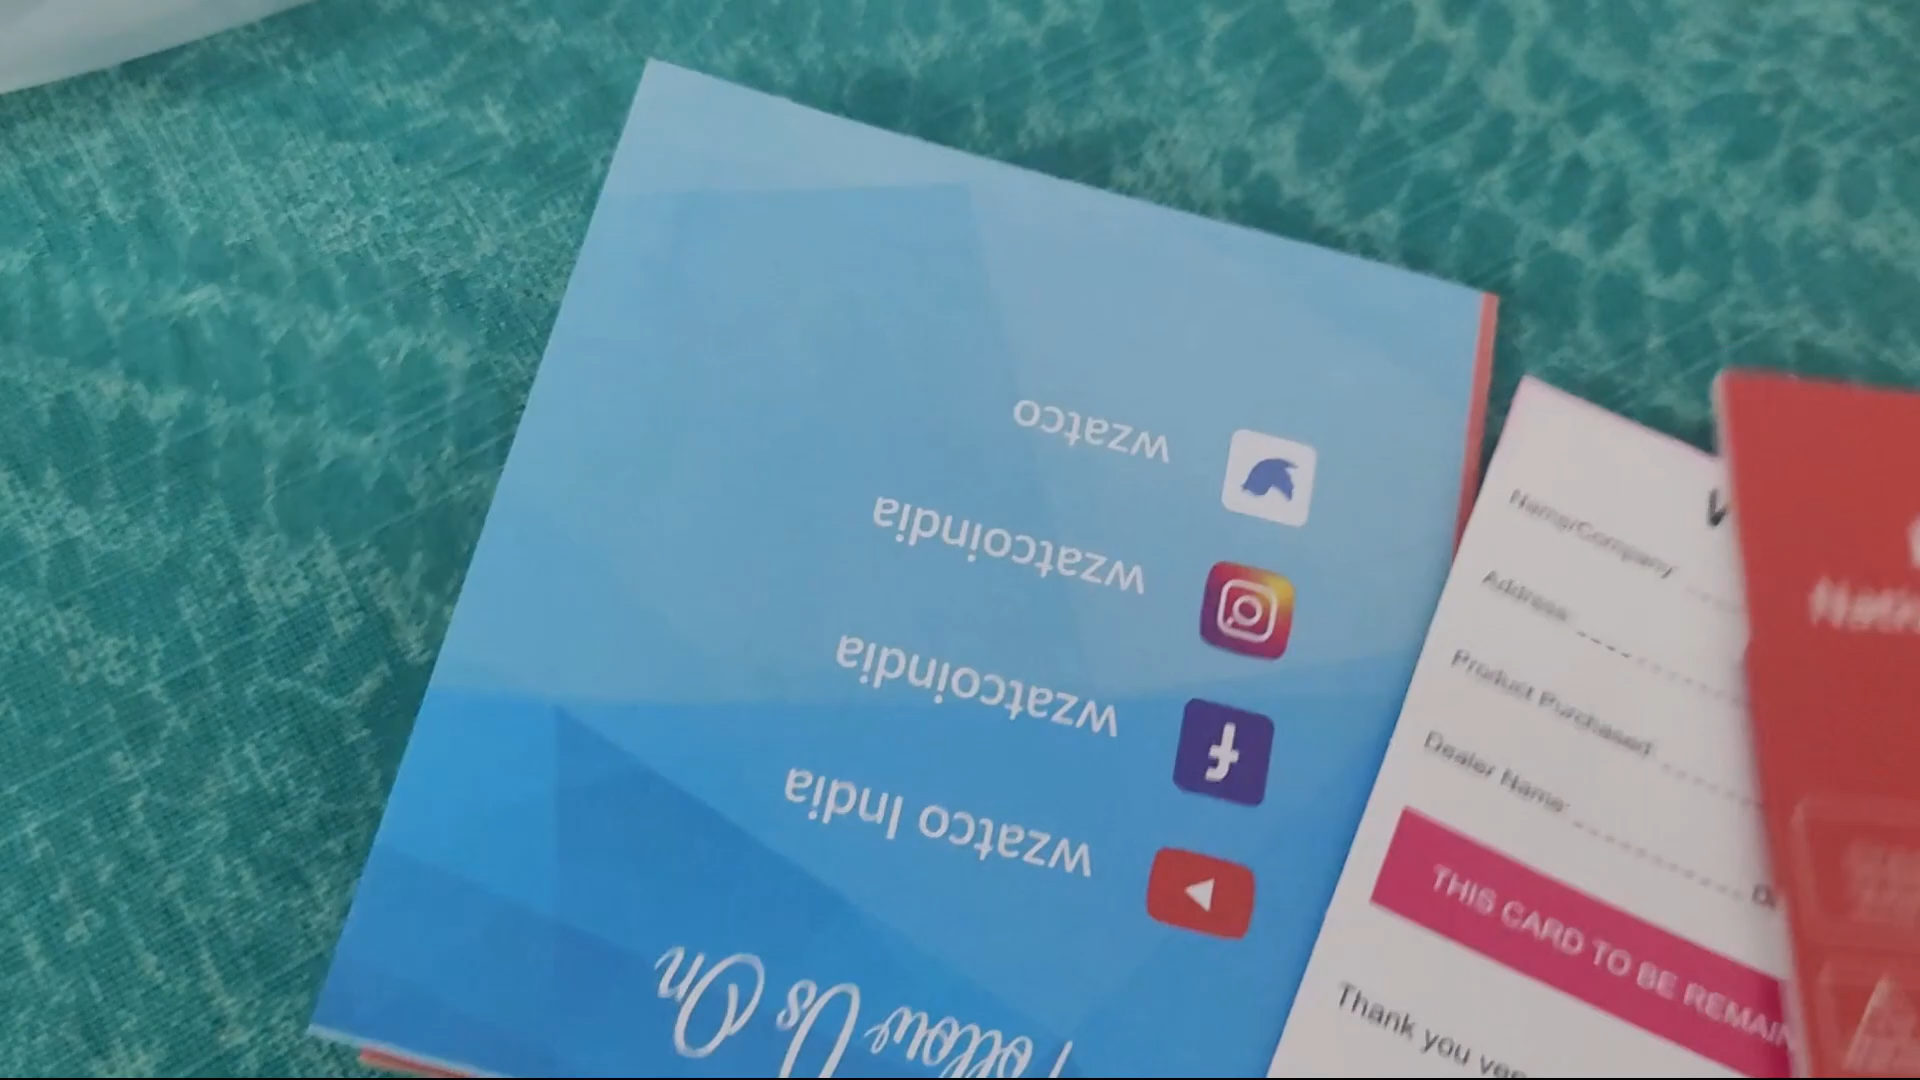 Follow Us On
wzatco India
wzatcoindia
wzatcoindia
wzatco
Name/Company
Address:
Product Purchased
Dealer Name:
THIS CARD TO BE REMAIN
Thank you